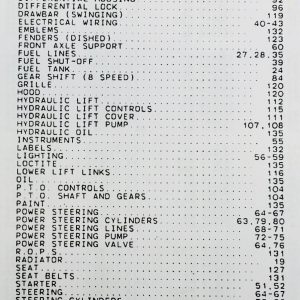 DIFFERENTIAL LOCK 96
DRAWBAR (SWINGING) 119
ELECTRICAL WIRING 40-43
EMBLEMS 132
FENDERS (DISHED) 123
FRONT AXLE SUPPORT 60
FUEL LINES 27,28,35
FUEL SHUT-OFF 39
FUEL TANK 24
GEAR SHIFT (8 SPEED) 84
GRILLE 120
HOOD 120
HYDRAULIC LIFT 112
HYDRAULIC LIFT CONTROLS 115
HYDRAULIC LIFT COVER 111
HYDRAULIC LIFT PUMP 107,108
HYDRAULIC OIL 135
INSTRUMENTS 55
LABELS 132
LIGHTING 56-59
LOCTITE 135
LOWER LIFT LINKS 116
OIL 135
P.T.O. CONTROLS 104
P.T.O. SHAFT AND GEARS 104
PAINT 135
POWER STEERING 64-67
POWER STEERING CYLINDERS 63,79,80
POWER STEERING LINES 68-71
POWER STEERING PUMP 72-75
POWER STEERING VALVE 64,76
R.O.P.S. 131
RADIATOR 19
SEAT 127
SEAT BELTS 131
STARTER 51,52
STEERING 64-67